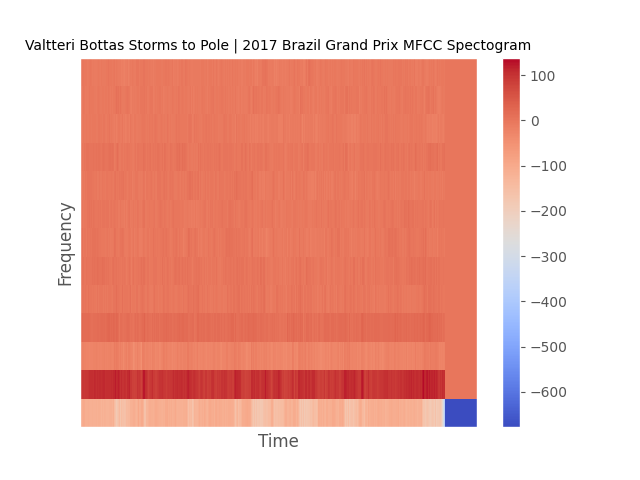 Valtteri Bottas Storms to Pole | 2017 Brazil Grand Prix MFCC Spectogram
Frequency
Time
100
0
−100
−200
−300
−400
−500
−600